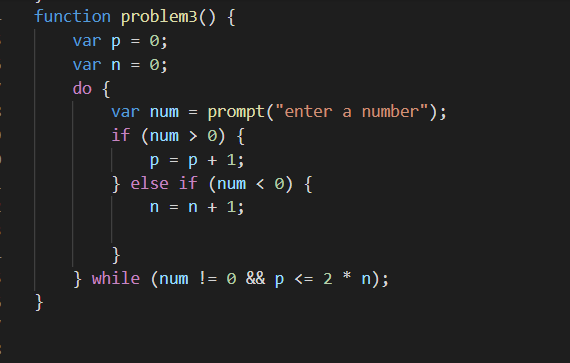 function problem3() {
    var p = 0;
    var n = 0;
    do {
        var num = prompt("enter a number");
        if (num > 0) {
            p = p + 1;
        } else if (num < 0) {
            n = n + 1;

        }
    } while (num != 0 && p <= 2 * n);
}